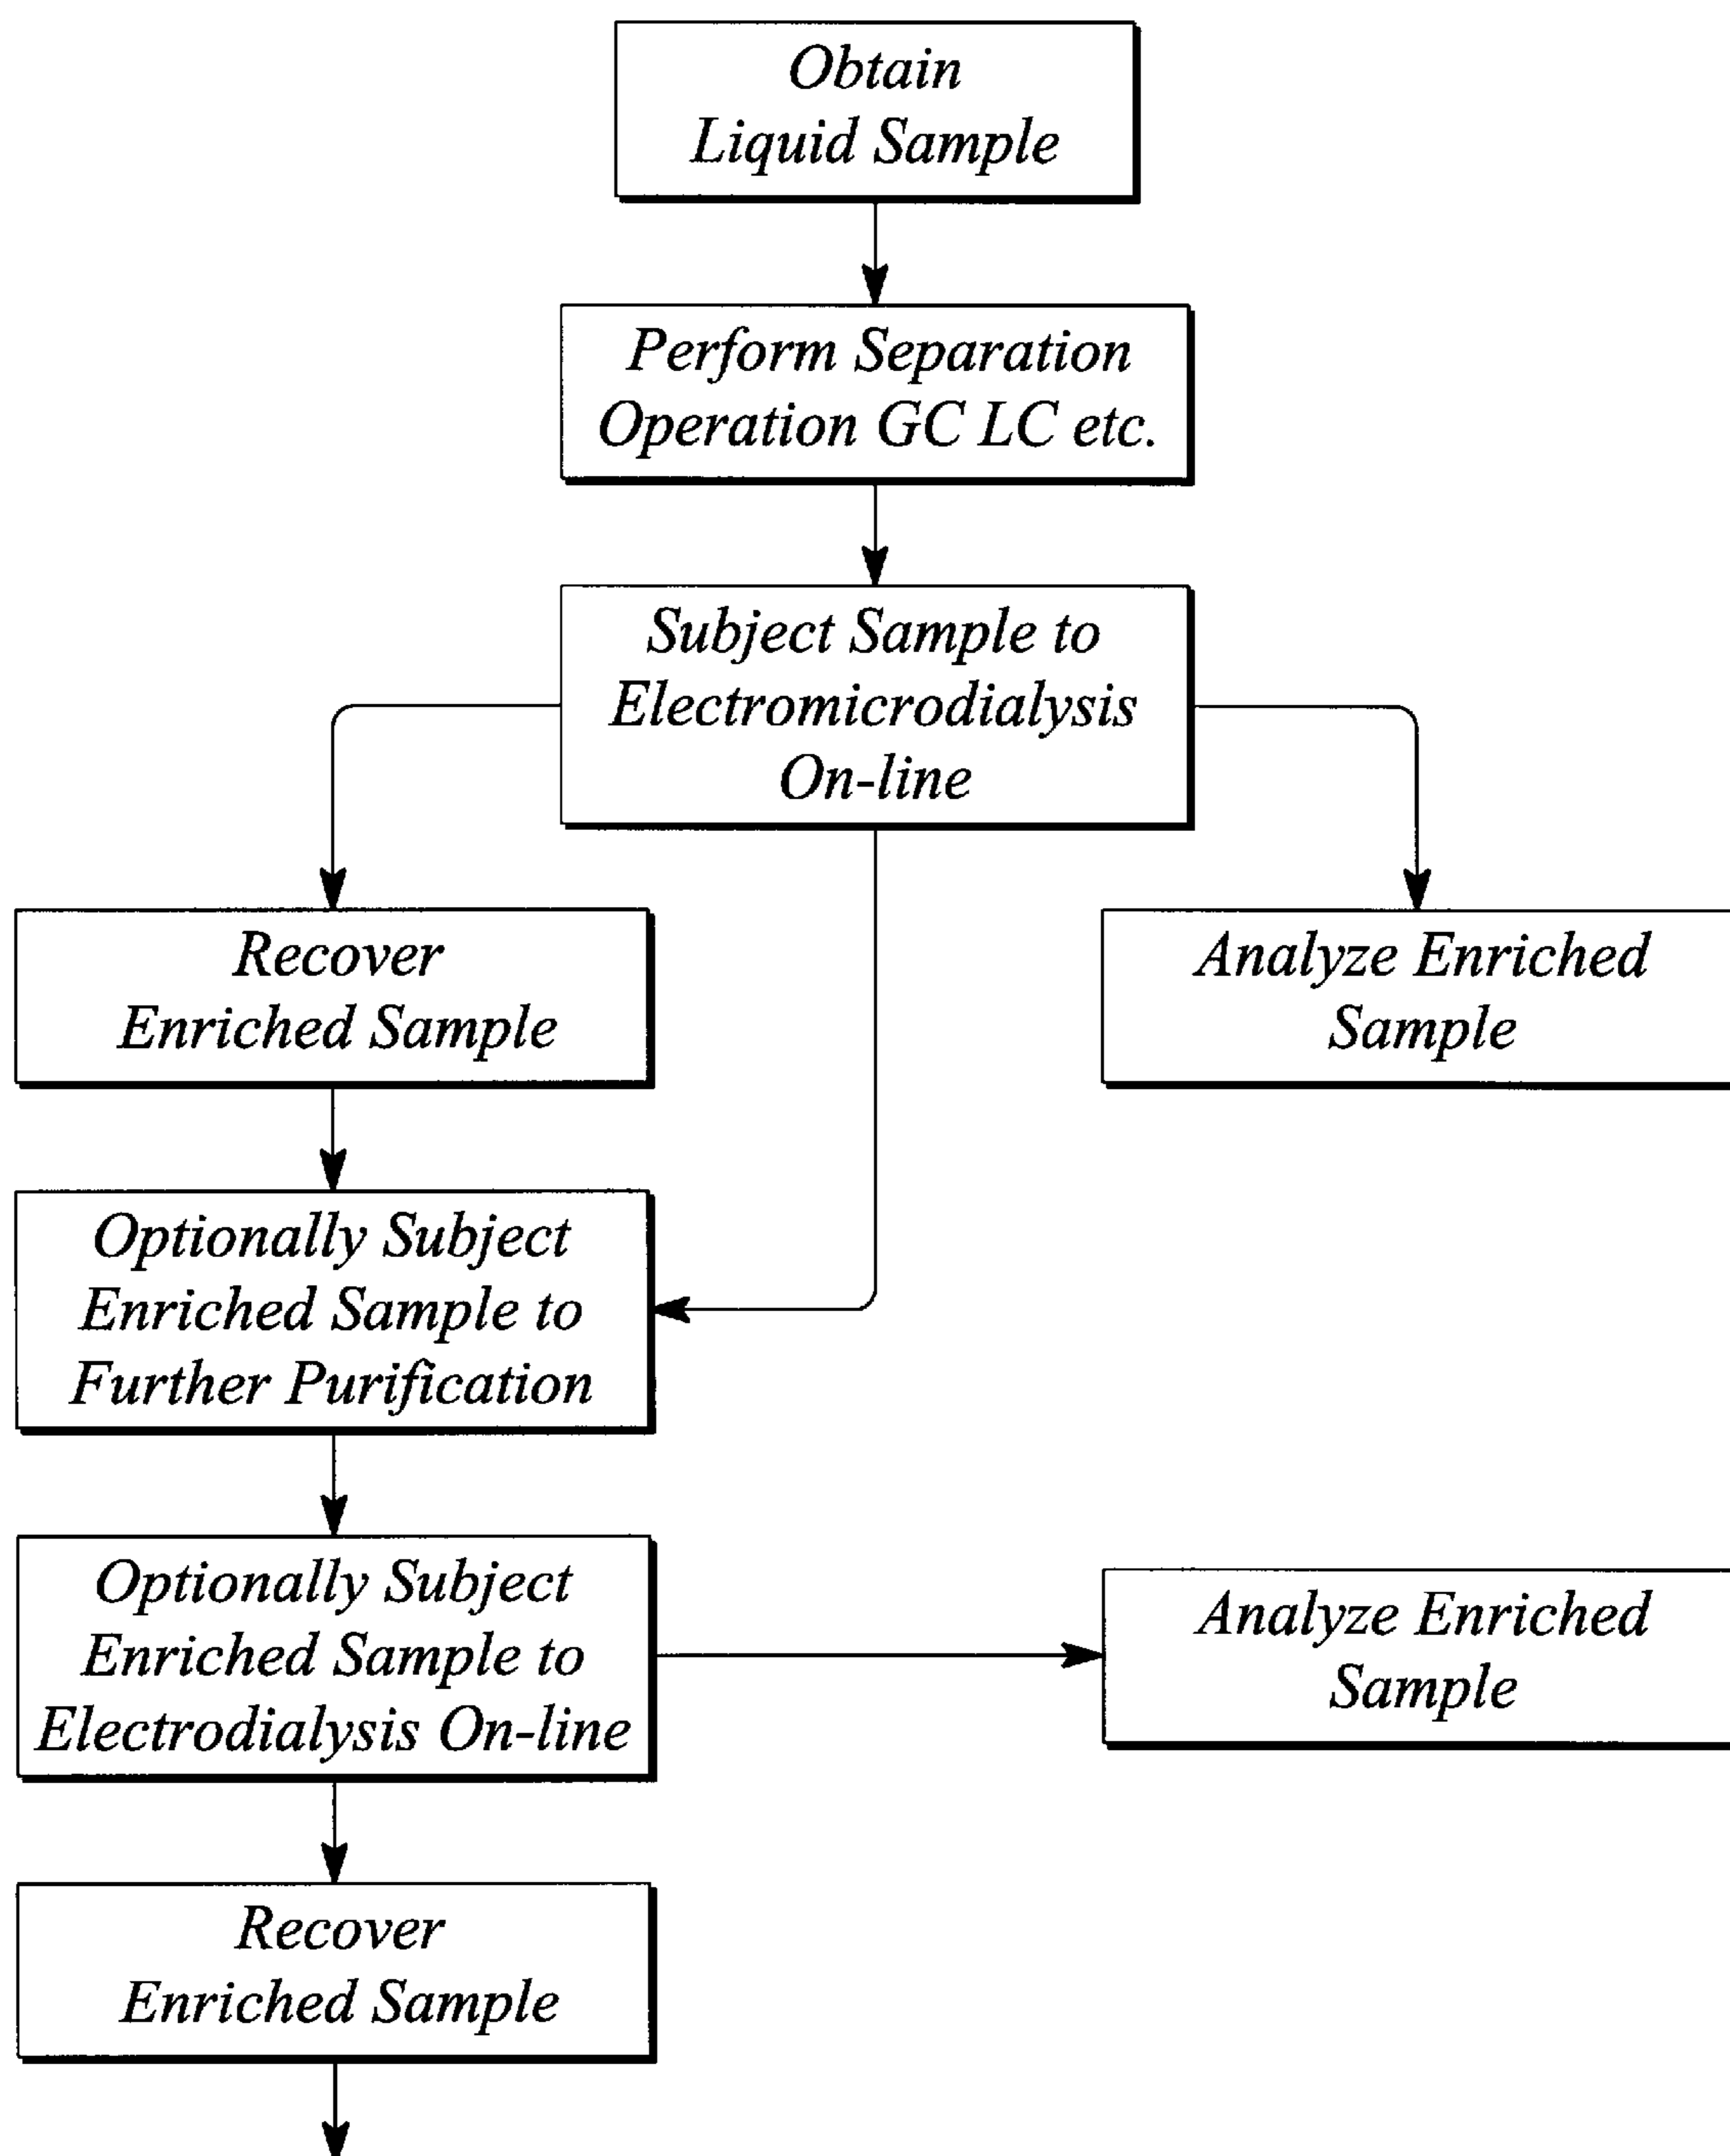 Obtain
Liquid Sample
Perform Separation
Operation GC LC etc.
Subject Sample to
Electromicrodialysis
On-line
Recover
Enriched Sample
Analyze Enriched
Sample
Optionally Subject
Enriched Sample to
Further Purification
Optionally Subject
Enriched Sample to
Electrodialysis On-line
Analyze Enriched
Sample
Recover
Enriched Sample